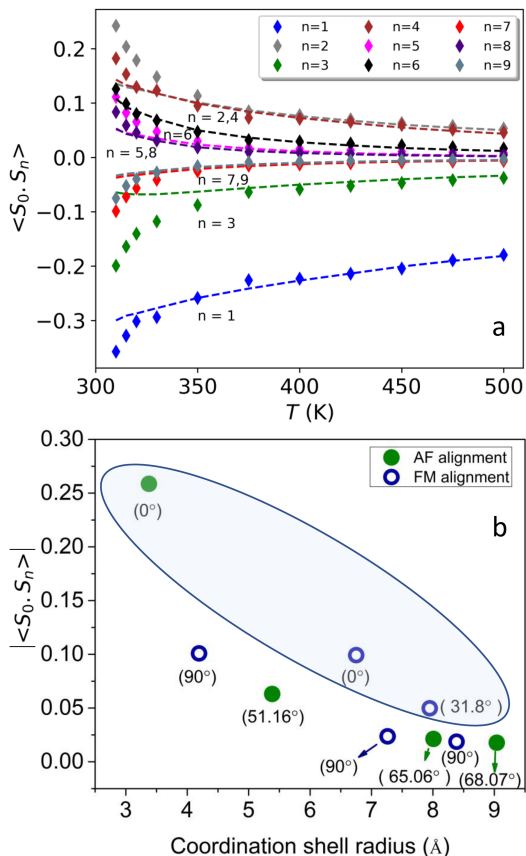 n=1 n=4 n=7
n=2 n=5 n=8
n=3 n=6 n=9
0.2
0.1
0.0
−0.1
−0.2
−0.3
<S₀. Sₙ>
n = 2,4
n=6
n = 5,8
n = 7,9
n = 3
n = 1
a
300 350 400 450 500
T (K)
AF alignment
FM alignment
b
0.30
0.25
0.20
0.15
0.10
0.05
0.00
|<S₀. Sₙ>|
(0°)
(90°)
(0°)
(51.16°)
( 31.8° )
(90°)
( 65.06° )
(90°)
(68.07°)
3 4 5 6 7 8 9
Coordination shell radius (Å)